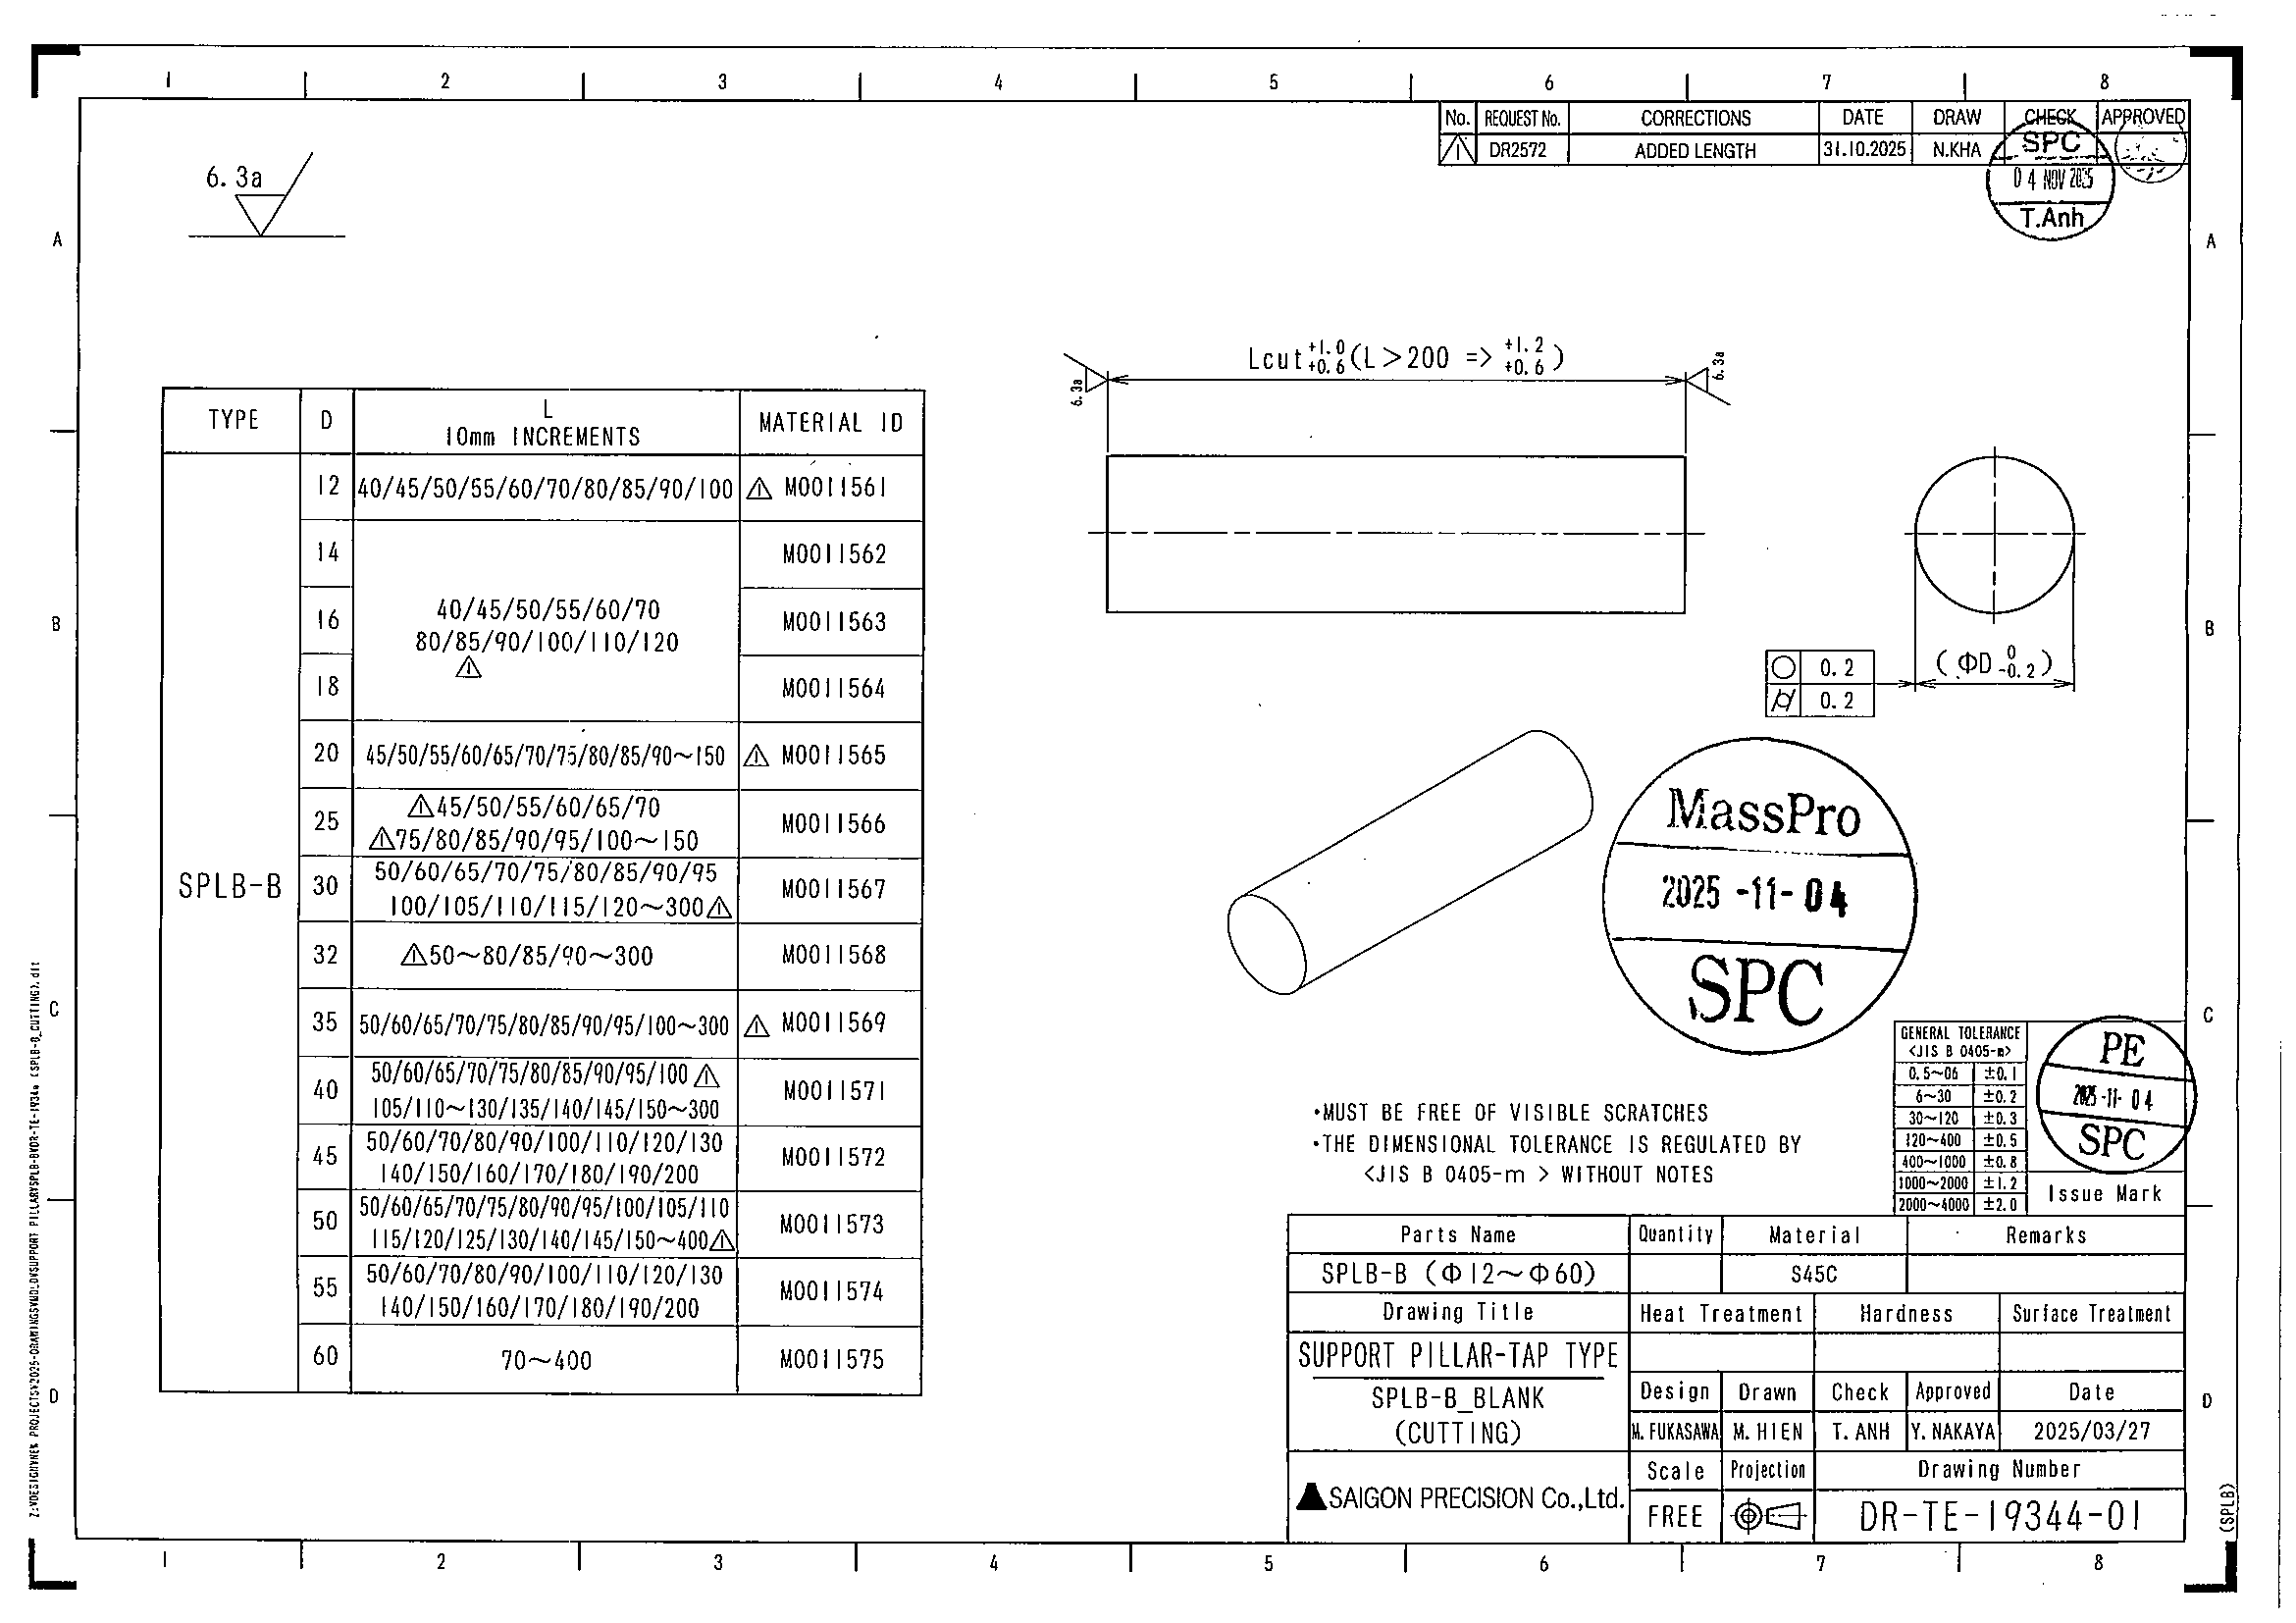 1 2 3 4 5 6 7 8
No. REQUEST No. CORRECTIONS DATE DRAW CHECK APPROVED
1 DR2572 ADDED LENGTH 31.10.2025 N.KHA
SPC
04 NOV 2025
T.Anh
6.3a
A A
Lcut +1.0 +0.6 (L>200 => +1.2 +0.6)
6.3a 6.3a
TYPE D L 10mm INCREMENTS MATERIAL ID
SPLB-B
12 40/45/50/55/60/70/80/85/90/100 △1 M0011561
14 M0011562
40/45/50/55/60/70
16 M0011563
80/85/90/100/110/120
△1
18 M0011564
20 45/50/55/60/65/70/75/80/85/90~150 △1 M0011565
25 △1 45/50/55/60/65/70
△1 75/80/85/90/95/100~150 M0011566
30 50/60/65/70/75/80/85/90/95
100/105/110/115/120~300 △1 M0011567
32 △1 50~80/85/90~300 M0011568
35 50/60/65/70/75/80/85/90/95/100~300 △1 M0011569
40 50/60/65/70/75/80/85/90/95/100 △1
105/110~130/135/140/145/150~300 M0011571
45 50/60/70/80/90/100/110/120/130
140/150/160/170/180/190/200 M0011572
50 50/60/65/70/75/80/90/95/100/105/110
115/120/125/130/140/145/150~400 △1 M0011573
55 50/60/70/80/90/100/110/120/130
140/150/160/170/180/190/200 M0011574
60 70~400 M0011575
B B
○ 0.2
⌭ 0.2
(ΦD 0 -0.2)
MassPro
2025-11-04
SPC
C C
GENERAL TOLERANCE
<JIS B 0405-m>
0.5~06 ±0.1
6~30 ±0.2
30~120 ±0.3
120~400 ±0.5
400~1000 ±0.8
1000~2000 ±1.2
2000~4000 ±2.0
PE
2025-11-04
SPC
Issue Mark
•MUST BE FREE OF VISIBLE SCRATCHES
•THE DIMENSIONAL TOLERANCE IS REGULATED BY
<JIS B 0405-m > WITHOUT NOTES
Parts Name Quantity Material Remarks
SPLB-B (Φ12~Φ60) S45C
Drawing Title Heat Treatment Hardness Surface Treatment
SUPPORT PILLAR-TAP TYPE
SPLB-B_BLANK
(CUTTING)
Design Drawn Check Approved Date
M. FUKASAWA M. HIEN T. ANH Y. NAKAYA 2025/03/27
Scale Projection Drawing Number
SAIGON PRECISION Co.,Ltd.
FREE DR-TE-19344-01
D D
(SPLB)
1 2 3 4 5 6 7 8